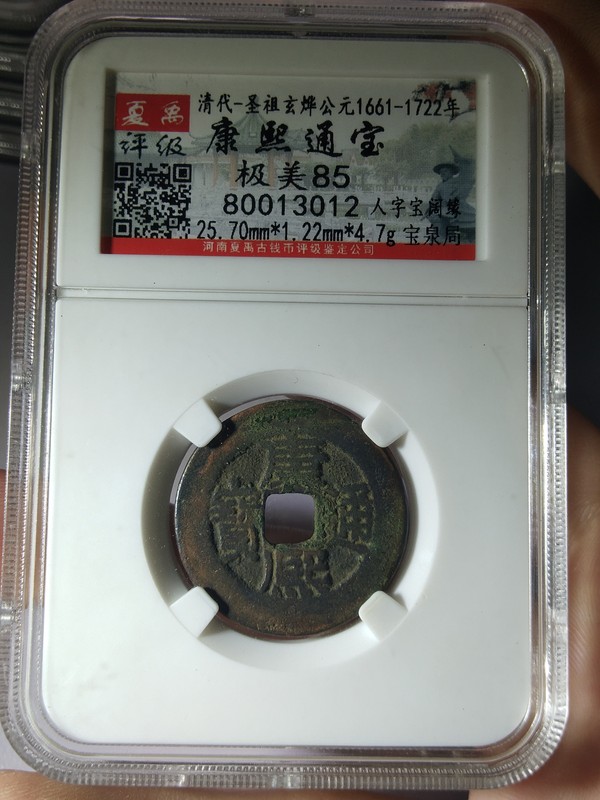 夏禹
评级
清代-圣祖玄烨公元1661-1722年
康熙通宝
极美85
80013012 人字宝阔缘
25.70mm*1.22mm*4.7g 宝泉局
河南夏禹古钱币评级鉴定公司
康熙通寶